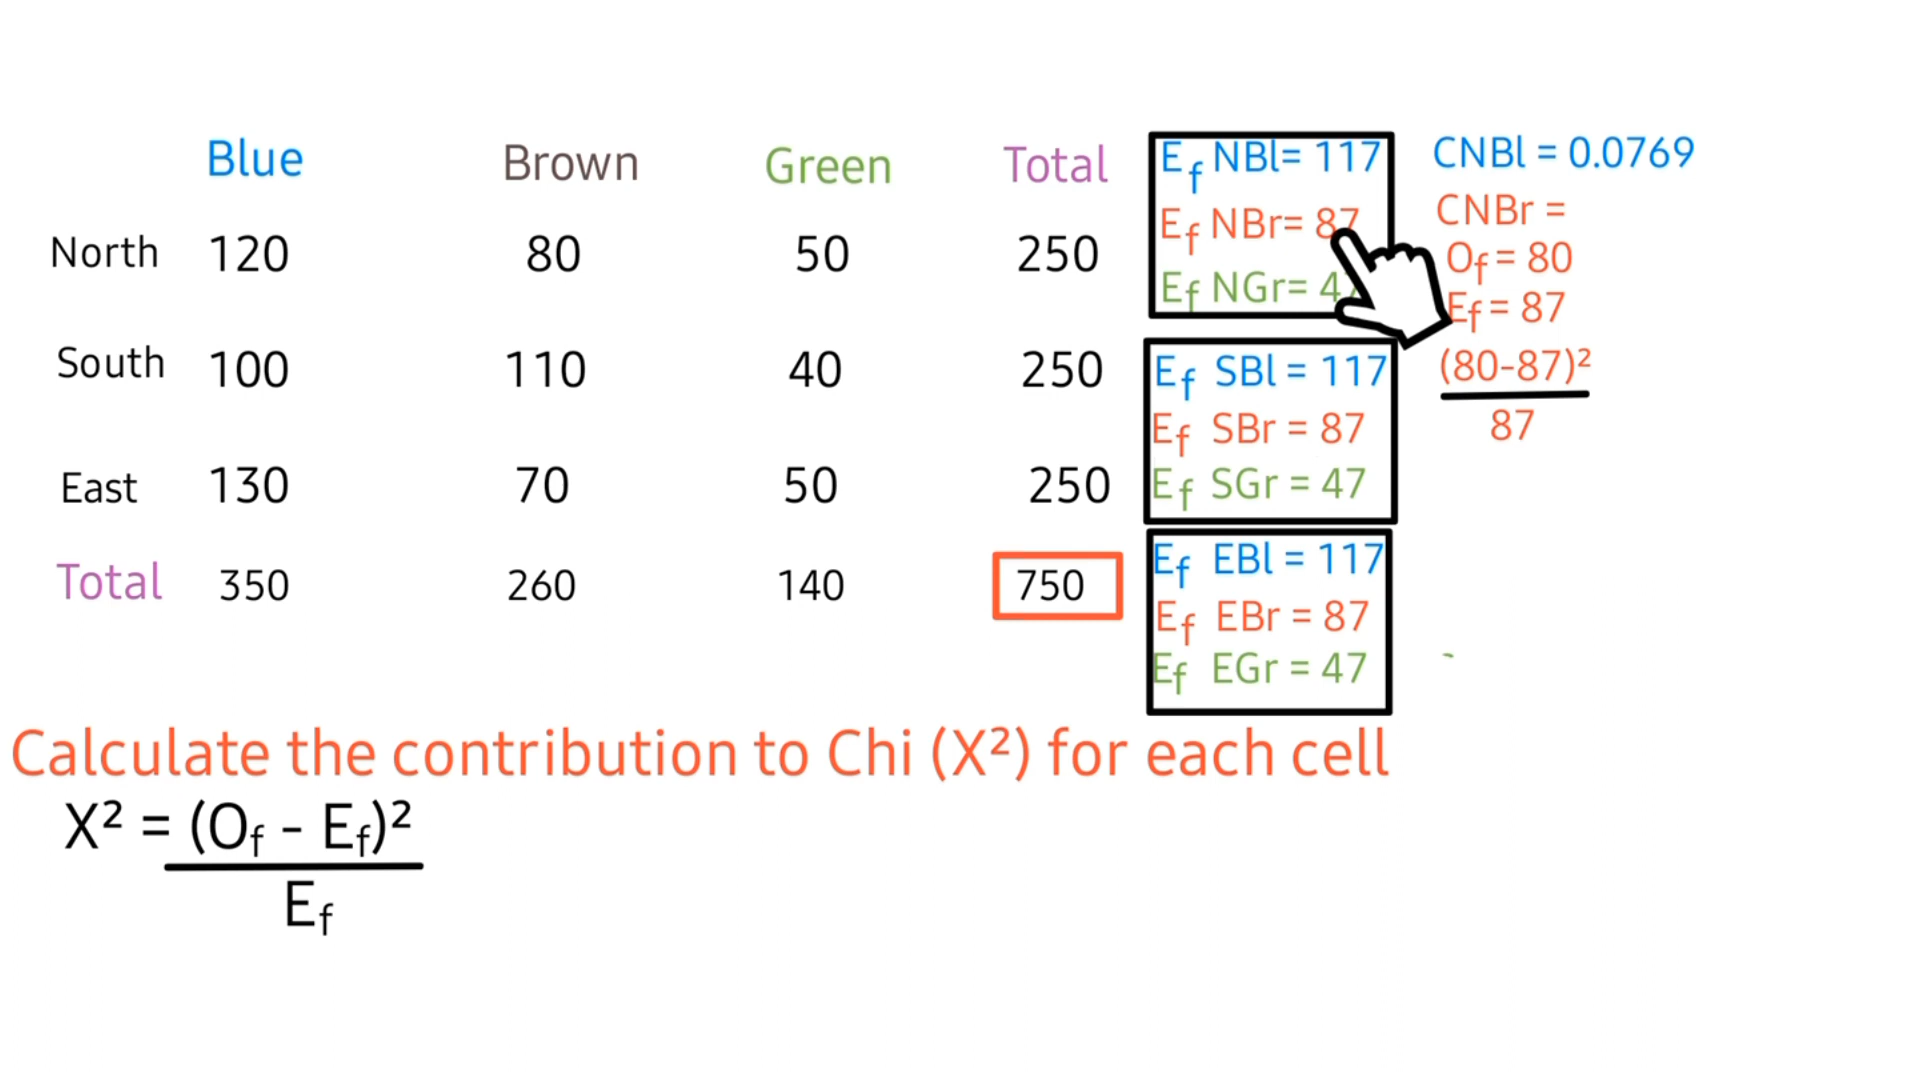 Blue Brown Green Total
North 120 80 50 250
South 100 110 40 250
East 130 70 50 250
Total 350 260 140 750
Ef NBl= 117
Ef NBr= 87
Ef NGr= 47
Ef SBl = 117
Ef SBr = 87
Ef SGr = 47
Ef EBl = 117
Ef EBr = 87
Ef EGr = 47
CNBl = 0.0769
CNBr =
Of = 80
Ef = 87
(80-87)²
87
Calculate the contribution to Chi (X²) for each cell
X² = (Of - Ef)²
Ef